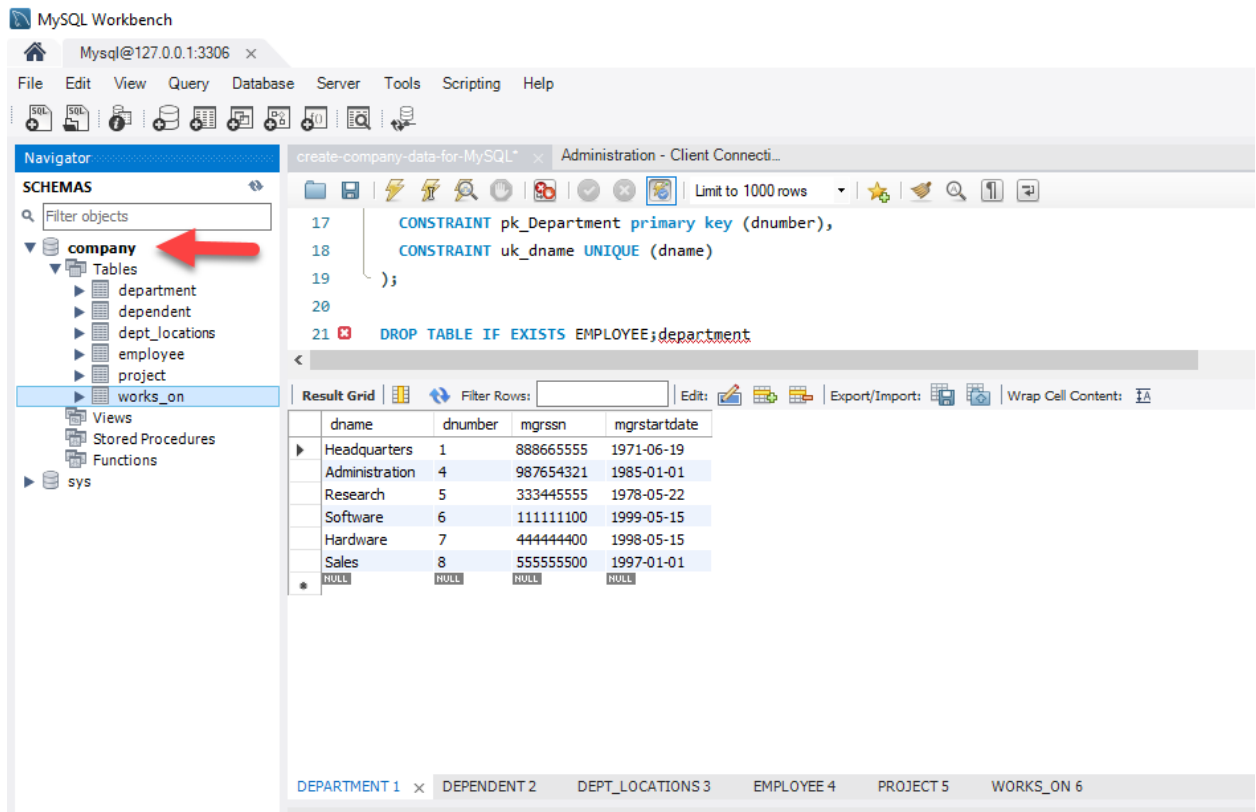 MySQL Workbench
Mysql@127.0.0.1:3306
File Edit View Query Database Server Tools Scripting Help
SQL SQL
Navigator
SCHEMAS
Filter objects
company
Tables
department
dependent
dept_locations
employee
project
works_on
Views
Stored Procedures
Functions
sys
create-company-data-for-MySQL* Administration - Client Connecti...
Limit to 1000 rows
17 CONSTRAINT pk_Department primary key (dnumber),
18 CONSTRAINT uk_dname UNIQUE (dname)
19 );
20
21 DROP TABLE IF EXISTS EMPLOYEE;department
Result Grid Filter Rows: Edit: Export/Import: Wrap Cell Content: IA
dname dnumber mgrssn mgrstartdate
Headquarters 1 888665555 1971-06-19
Administration 4 987654321 1985-01-01
Research 5 333445555 1978-05-22
Software 6 111111100 1999-05-15
Hardware 7 444444400 1998-05-15
Sales 8 555555500 1997-01-01
NULL NULL NULL NULL
DEPARTMENT 1 DEPENDENT 2 DEPT_LOCATIONS 3 EMPLOYEE 4 PROJECT 5 WORKS_ON 6